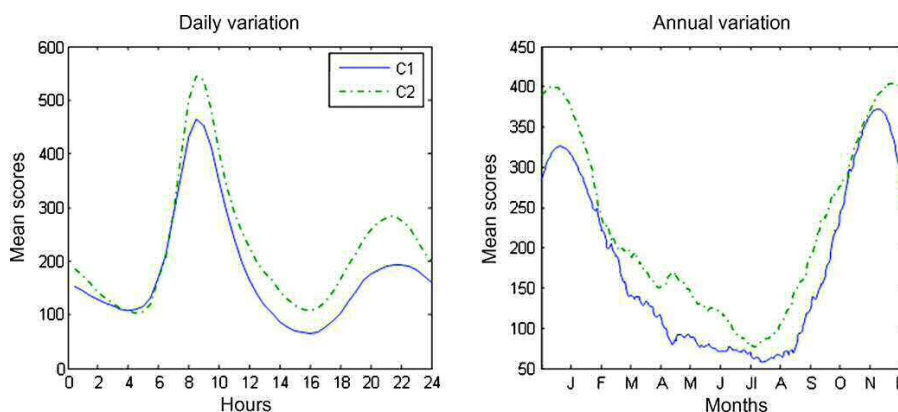 Daily variation
Annual variation
600
500
400
300
200
100
0
C1
C2
Mean scores
0 2 4 6 8 10 12 14 16 18 20 22 24
Hours
450
400
350
300
250
200
150
100
50
Mean scores
J F M A M J Jl A S O N
Months